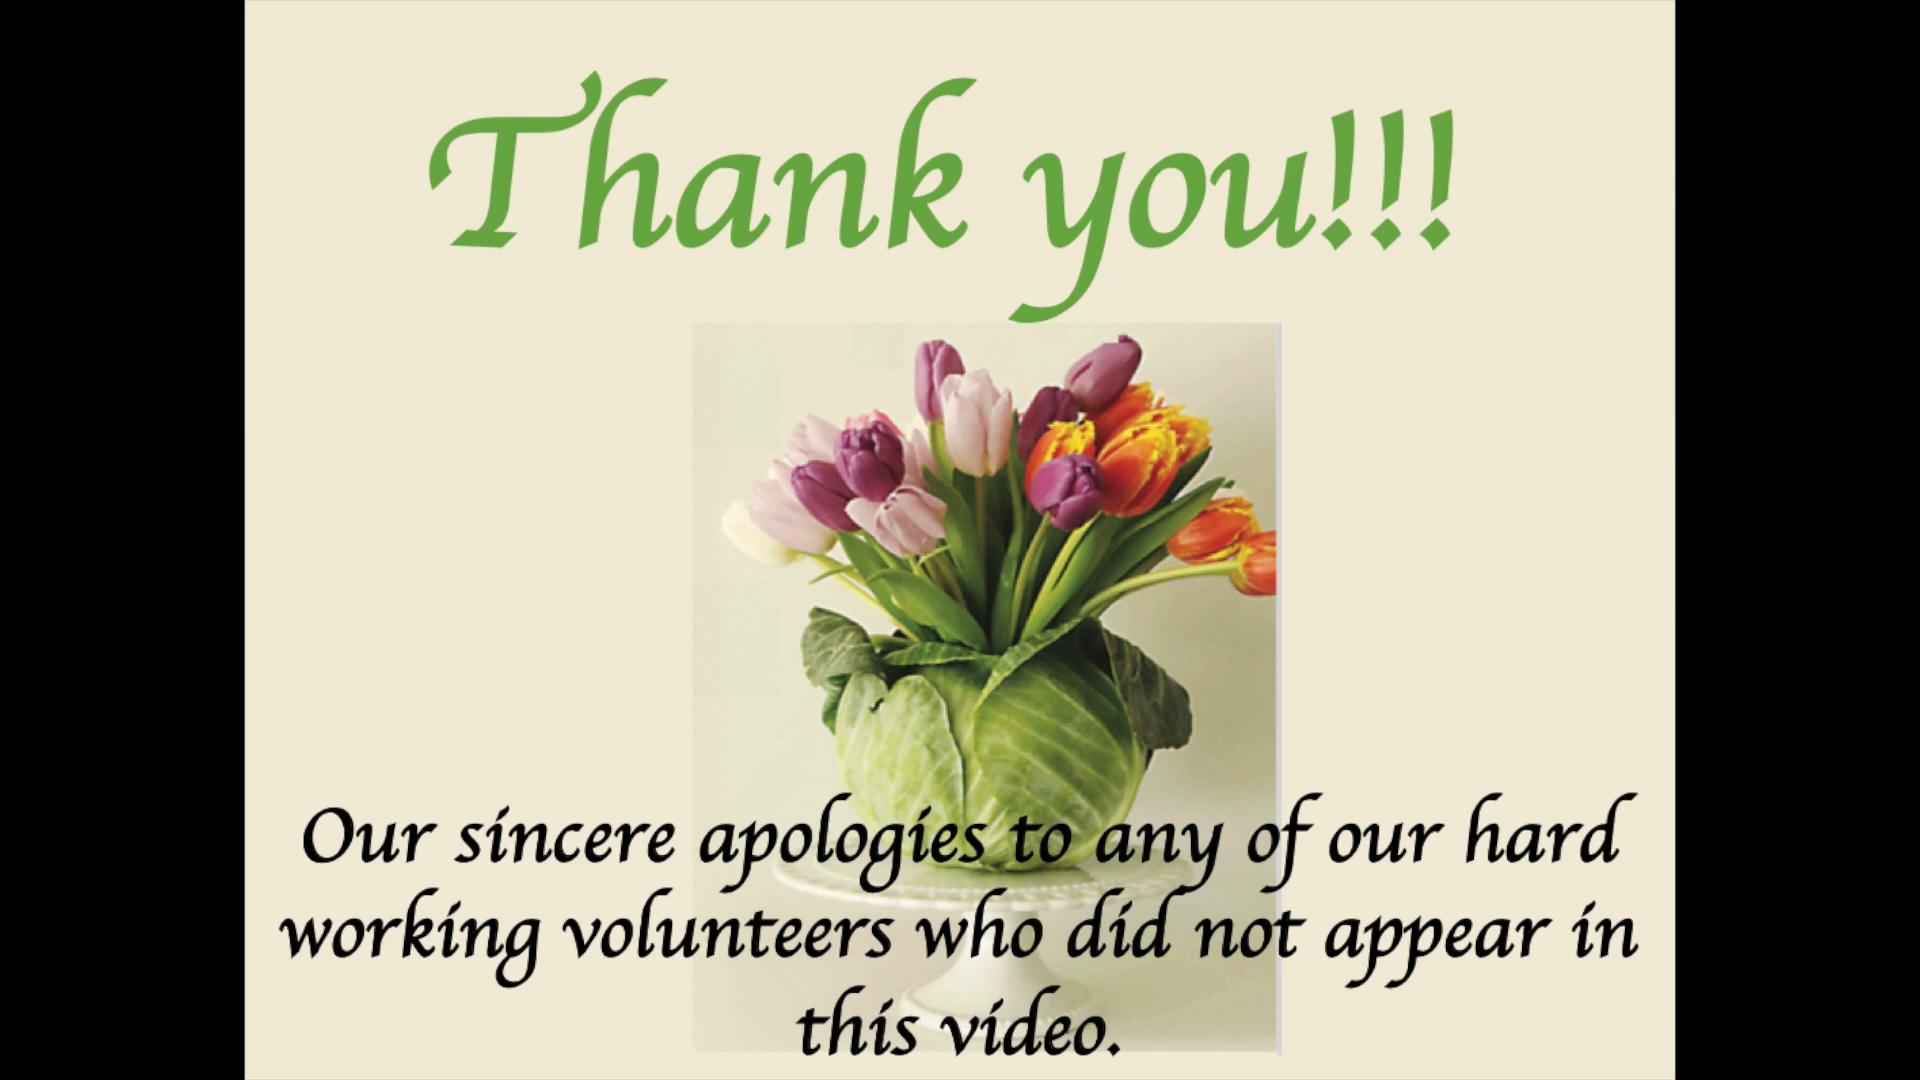 Thank you!!!
Our sincere apologies to any of our hard
working volunteers who did not appear in
this video.